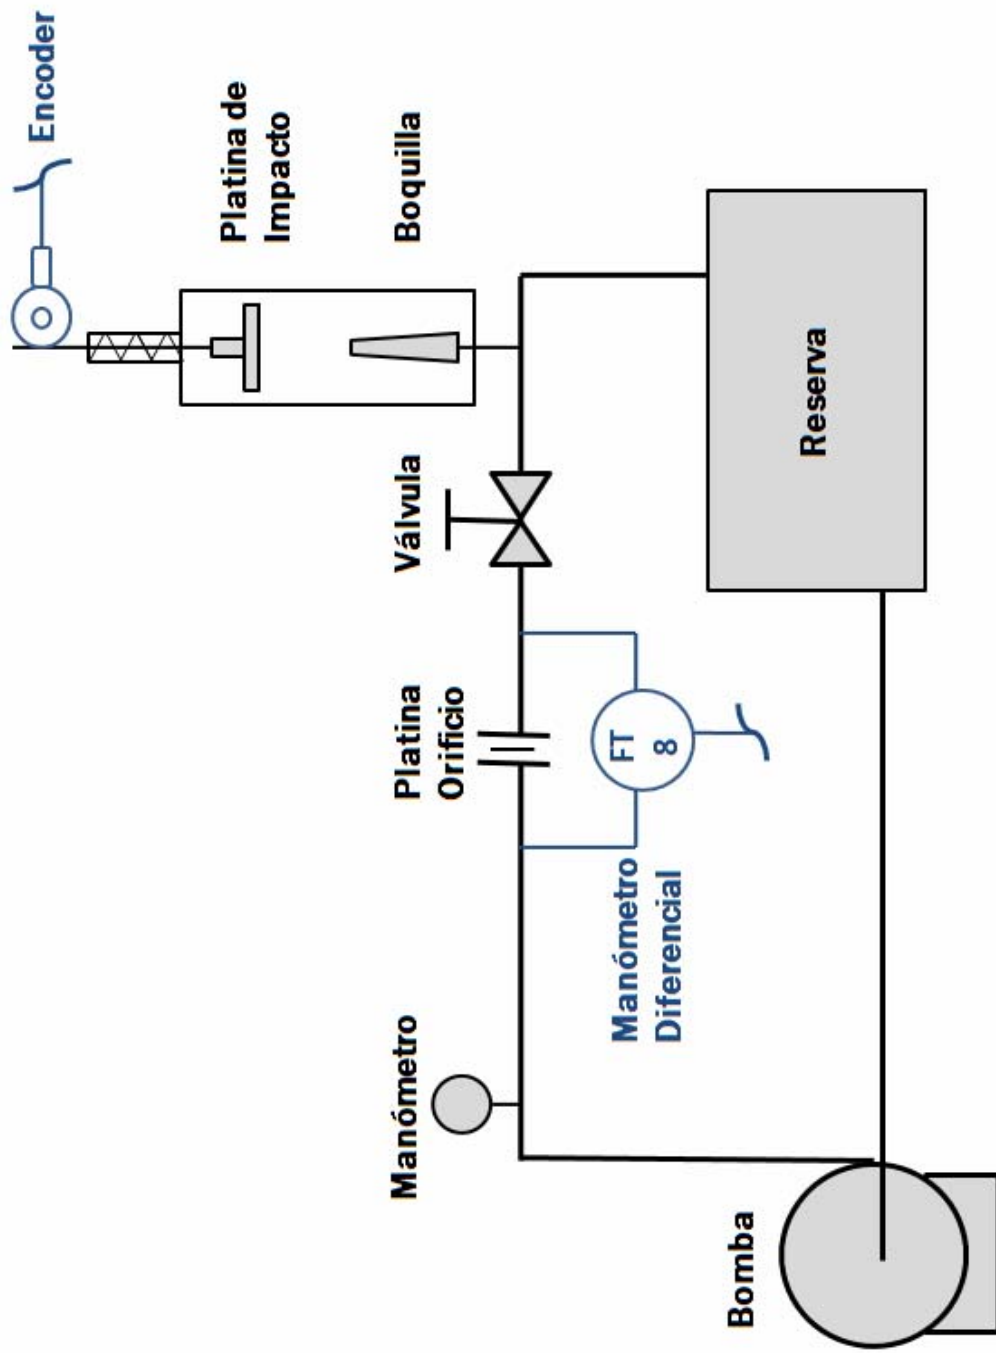 Encoder
Platina de
Impacto
Boquilla
Válvula
Platina
Orificio
FT
8
Manómetro
Manómetro
Diferencial
Reserva
Bomba